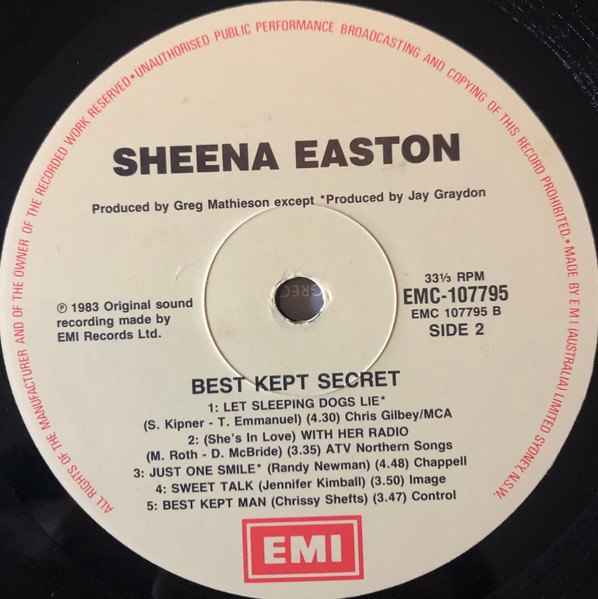 ALL RIGHTS OF THE MANUFACTURER AND OF THE OWNER OF THE RECORDED WORK RESERVED•UNAUTHORISED PUBLIC PERFORMANCE BROADCASTING AND COPYING OF THIS RECORD PROHIBITED.•MADE BY E M I (AUSTRALIA) LIMITED SYDNEY, N.S.W.
SHEENA EASTON
Produced by Greg Mathieson except *Produced by Jay Graydon
℗ 1983 Original sound
recording made by
EMI Records Ltd.
33⅓ RPM
EMC-107795
EMC 107795 B
SIDE 2
BEST KEPT SECRET
1: LET SLEEPING DOGS LIE*
(S. Kipner - T. Emmanuel) (4.30) Chris Gilbey/MCA
2: (She's In Love) WITH HER RADIO
(M. Roth - D. McBride) (3.35) ATV Northern Songs
3: JUST ONE SMILE* (Randy Newman) (4.48) Chappell
4: SWEET TALK (Jennifer Kimball) (3.50) Image
5: BEST KEPT MAN (Chrissy Shefts) (3.47) Control
EMI